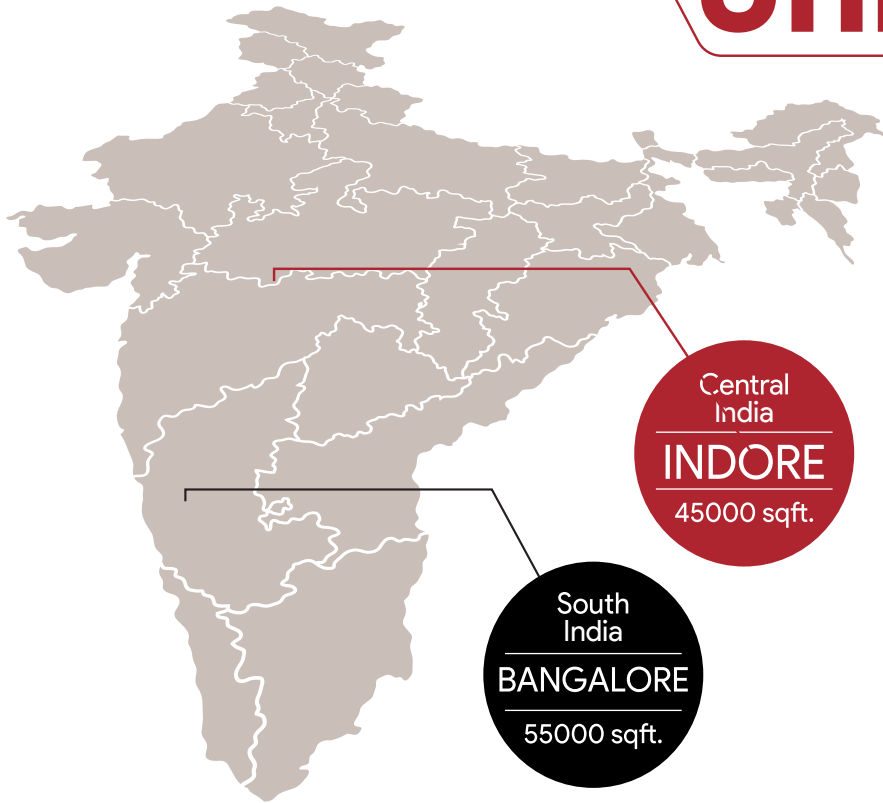 Central
India
INDORE
45000 sqft.
South
India
BANGALORE
55000 sqft.